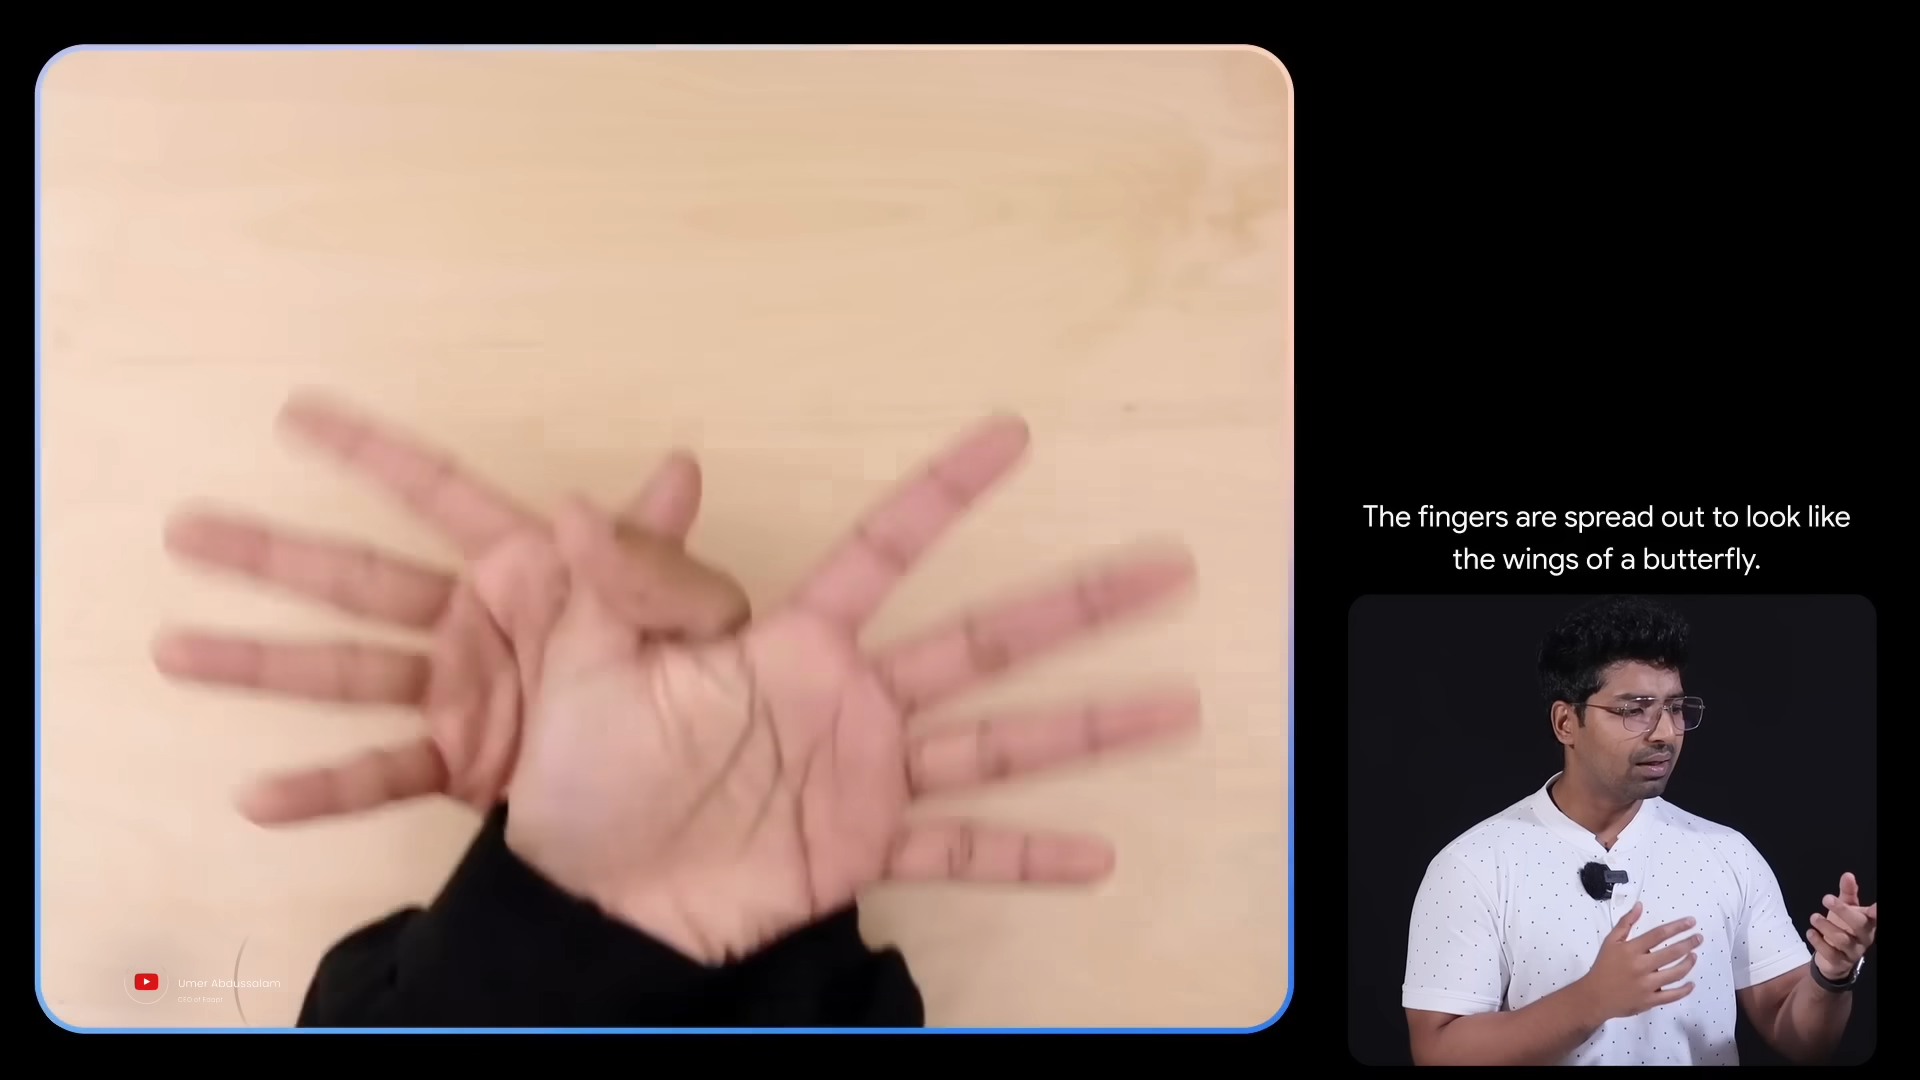 The fingers are spread out to look like
the wings of a butterfly.
Umer Abdussalam